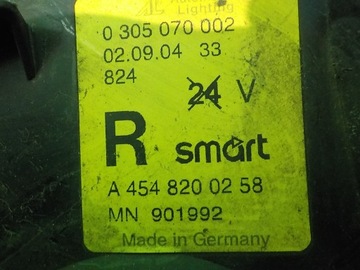 Lighting
0 305 070 002
02.09.04 33
824
24 V
R smart
A 454 820 02 58
MN 901992
Made in Germany